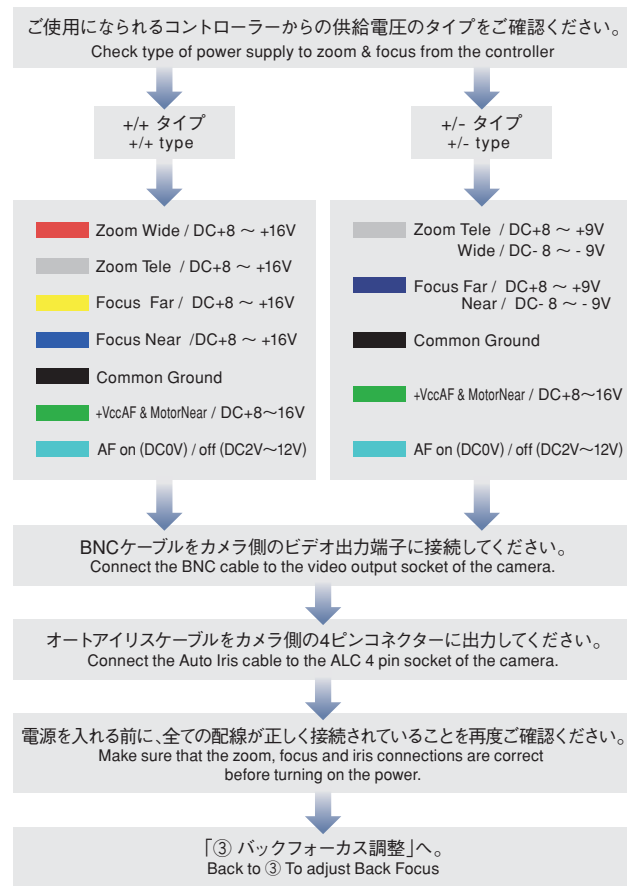 ご使用になられるコントローラーからの供給電圧のタイプをご確認ください。
Check type of power supply to zoom & focus from the controller
+/+ タイプ
+/+ type
+/- タイプ
+/- type
Zoom Wide / DC+8 ～ +16V
Zoom Tele / DC+8 ～ +16V
Focus Far / DC+8 ～ +16V
Focus Near /DC+8 ～ +16V
Common Ground
+VccAF & MotorNear / DC+8～16V
AF on (DC0V) / off (DC2V～12V)
Zoom Tele / DC+8 ～ +9V
Wide / DC- 8 ～ - 9V
Focus Far / DC+8 ～ +9V
Near / DC- 8 ～ - 9V
Common Ground
+VccAF & MotorNear / DC+8～16V
AF on (DC0V) / off (DC2V～12V)
BNCケーブルをカメラ側のビデオ出力端子に接続してください。
Connect the BNC cable to the video output socket of the camera.
オートアイリスケーブルをカメラ側の4ピンコネクターに出力してください。
Connect the Auto Iris cable to the ALC 4 pin socket of the camera.
電源を入れる前に、全ての配線が正しく接続されていることを再度ご確認ください。
Make sure that the zoom, focus and iris connections are correct
before turning on the power.
「③ バックフォーカス調整」へ。
Back to ③ To adjust Back Focus